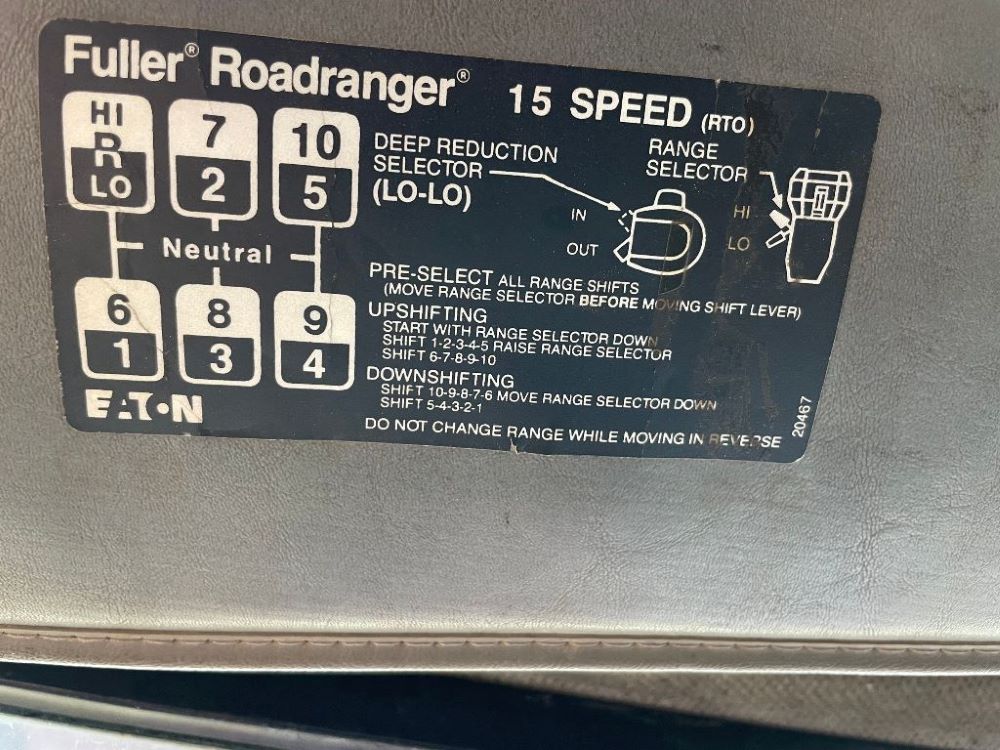 Fuller® Roadranger® 15 SPEED (RTO)
HI 7 10
R
LO 2 5
Neutral
6 8 9
1 3 4
DEEP REDUCTION
SELECTOR
(LO-LO)
IN
OUT
RANGE
SELECTOR
HI
LO
PRE-SELECT ALL RANGE SHIFTS
(MOVE RANGE SELECTOR BEFORE MOVING SHIFT LEVER)
UPSHIFTING
START WITH RANGE SELECTOR DOWN
SHIFT 1-2-3-4-5 RAISE RANGE SELECTOR
SHIFT 6-7-8-9-10
DOWNSHIFTING
SHIFT 10-9-8-7-6 MOVE RANGE SELECTOR DOWN
SHIFT 5-4-3-2-1
DO NOT CHANGE RANGE WHILE MOVING IN REVERSE
EATON
20467